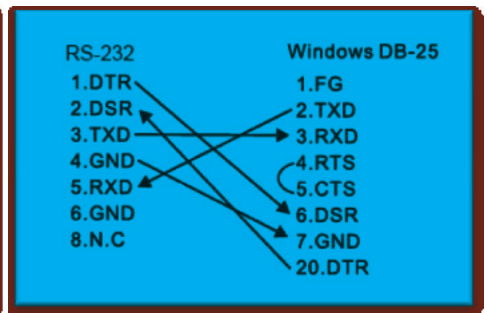 RS-232
1.DTR
2.DSR
3.TXD
4.GND
5.RXD
6.GND
8.N.C
Windows DB-25
1.FG
2.TXD
3.RXD
4.RTS
5.CTS
6.DSR
7.GND
20.DTR